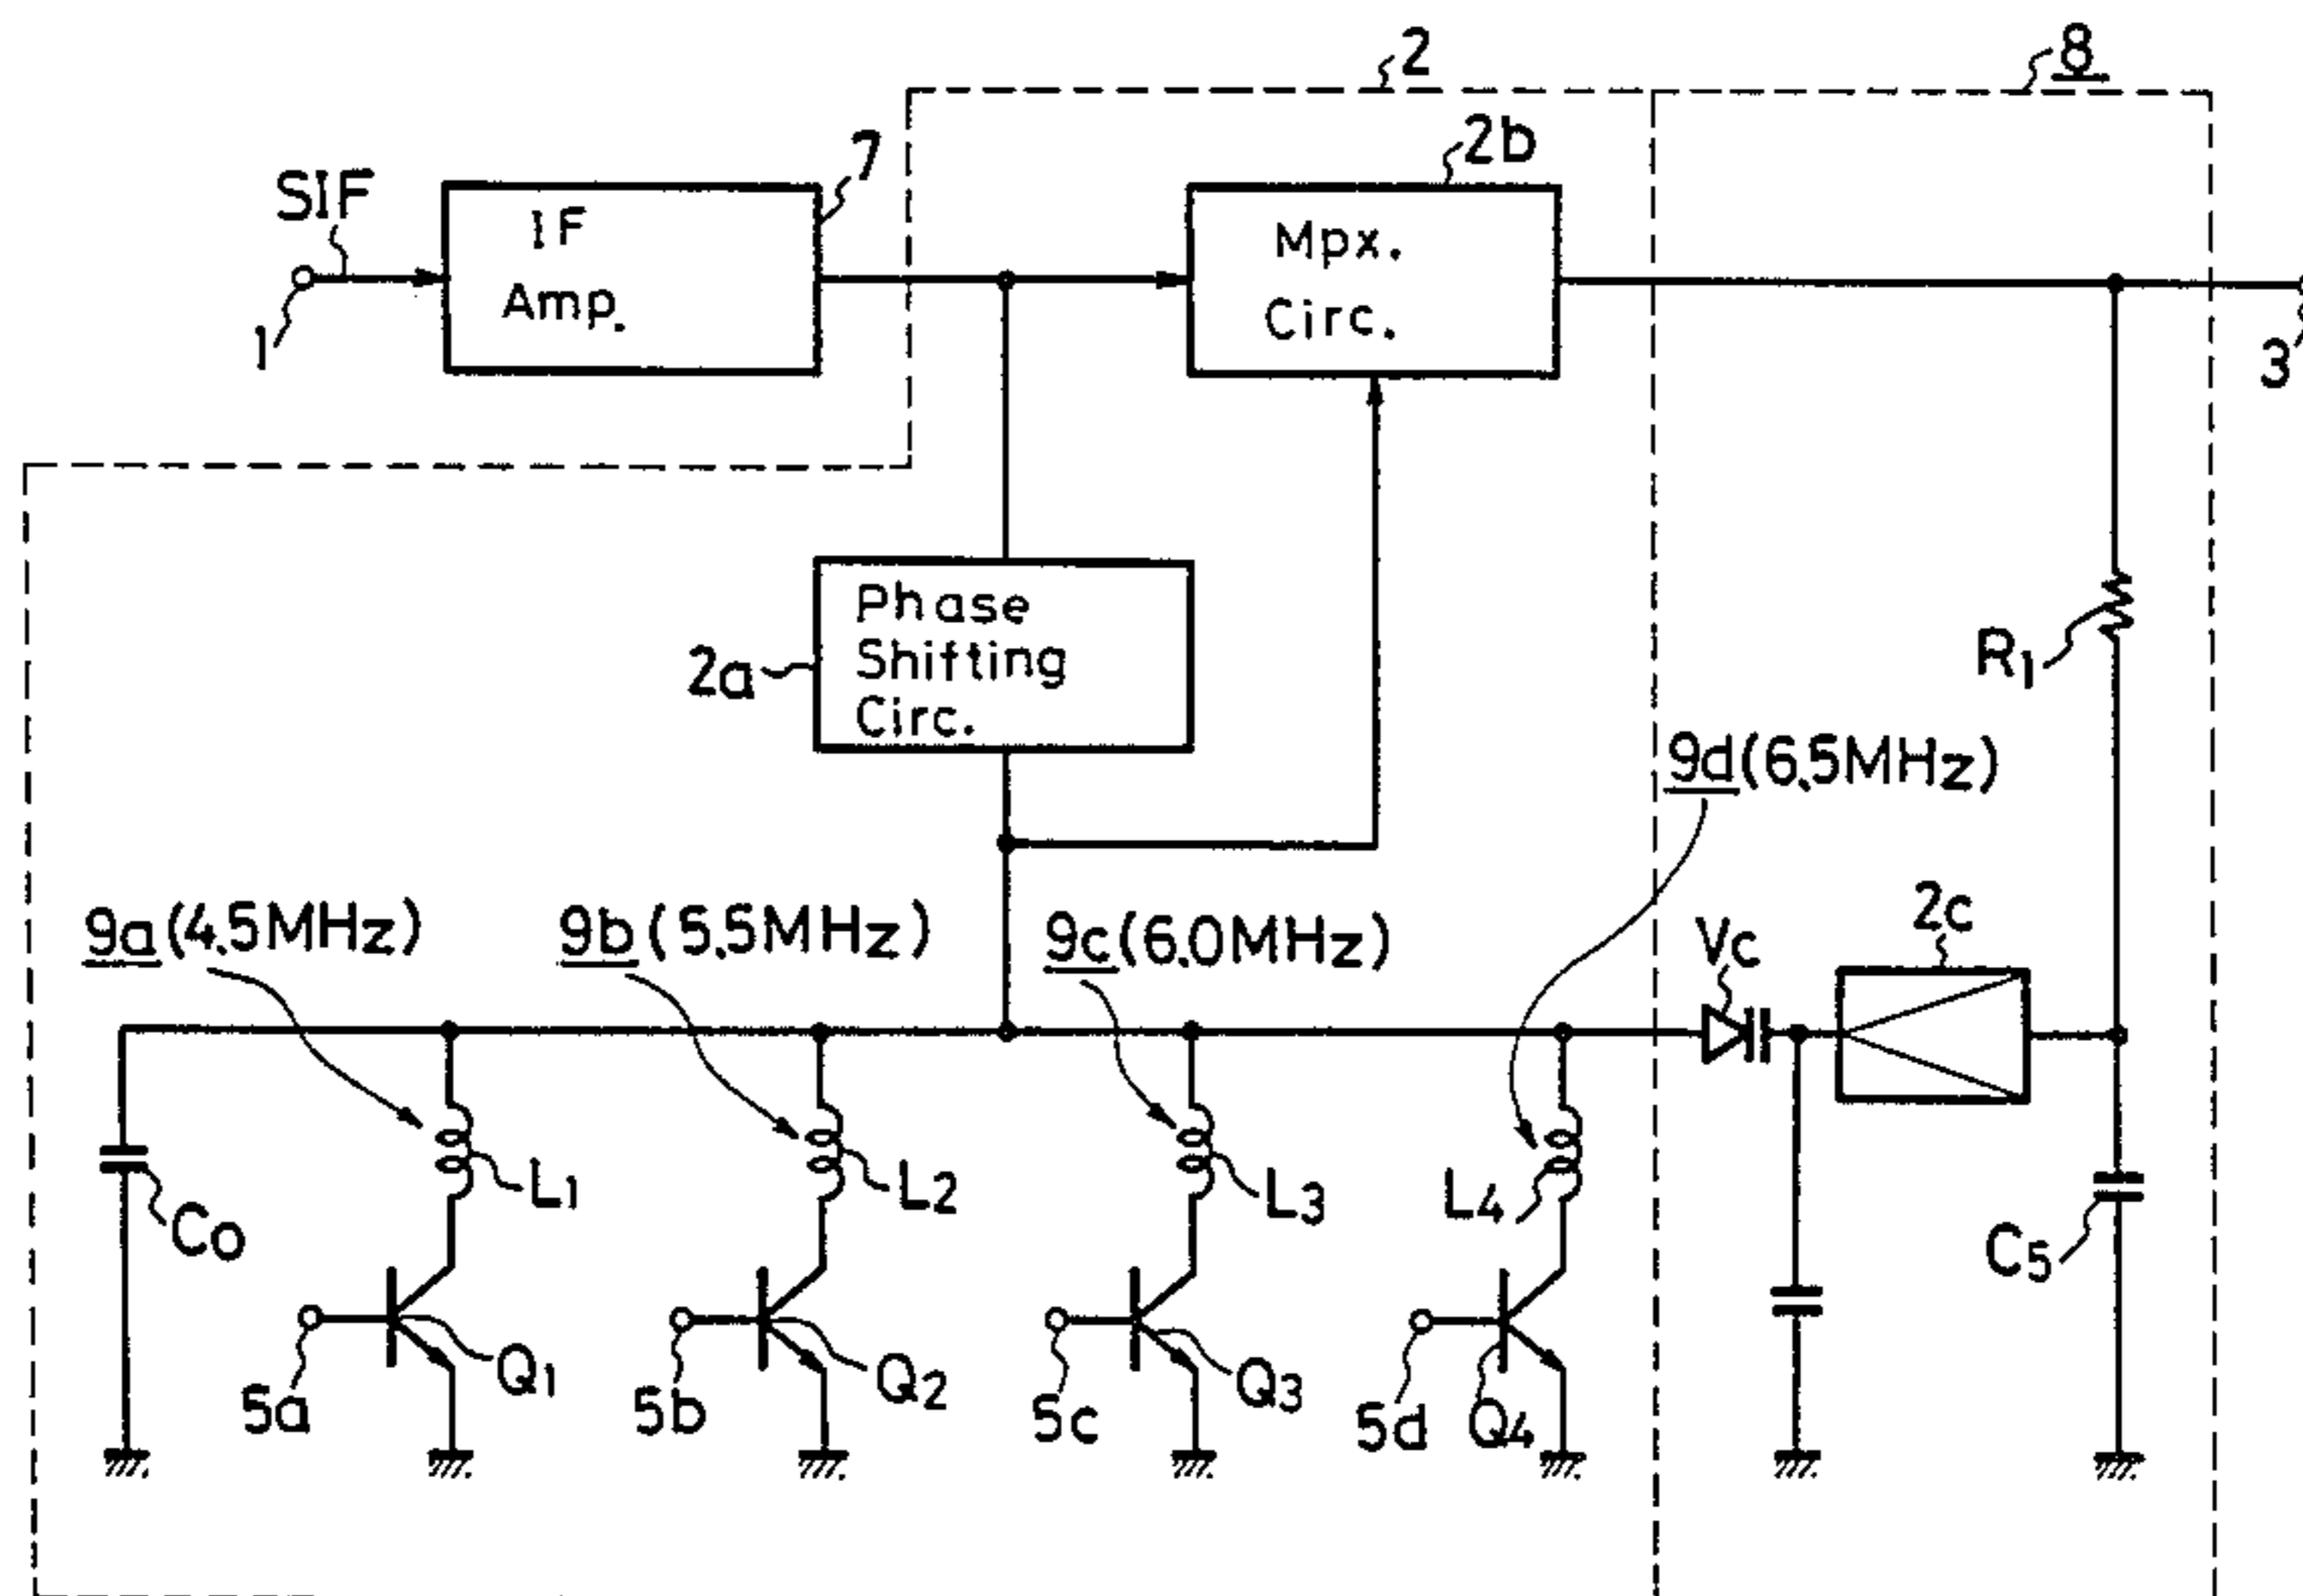 2
8
SIF
7
2b
IF
Amp.
Mpx.
Circ.
1
3
Phase
Shifting
Circ.
2a
R1
9d(6.5MHz)
9a(4.5MHz)
9b(5.5MHz)
9c(6.0MHz)
Vc
2c
L1
L2
L3
L4
Co
C5
Q1
Q2
Q3
Q4
5a
5b
5c
5d